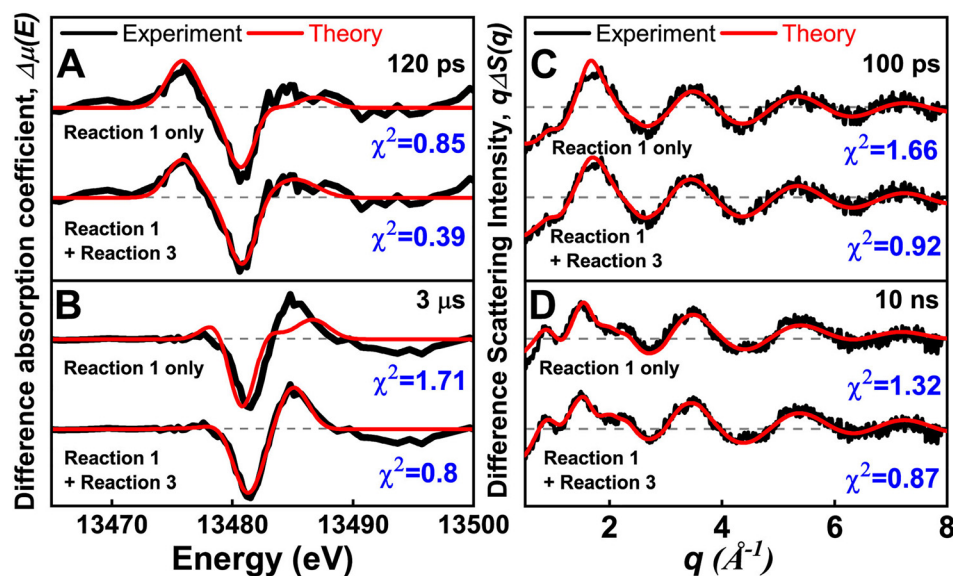 Difference absorption coefficient, Δμ(E)
Experiment Theory
A
120 ps
Reaction 1 only
χ²=0.85
Reaction 1
+ Reaction 3
χ²=0.39
B
3 μs
Reaction 1 only
χ²=1.71
Reaction 1
+ Reaction 3
χ²=0.8
13470 13480 13490 13500
Energy (eV)
Difference Scattering Intensity, qΔS(q)
Experiment Theory
C
100 ps
Reaction 1 only
χ²=1.66
Reaction 1
+ Reaction 3
χ²=0.92
D
10 ns
Reaction 1 only
χ²=1.32
Reaction 1
+ Reaction 3
χ²=0.87
2 4 6 8
q (Å⁻¹)